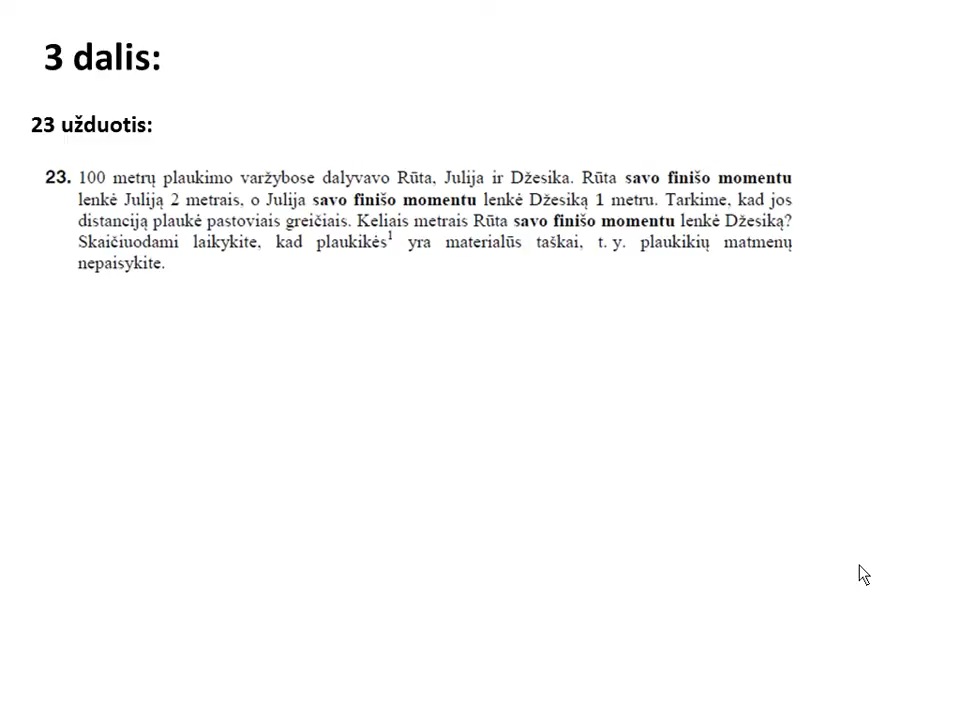 3 dalis:
23 užduotis:
23. 100 metrų plaukimo varžybose dalyvavo Rūta, Julija ir Džesika. Rūta savo finišo momentu
lenkė Juliją 2 metrais, o Julija savo finišo momentu lenkė Džesiką 1 metru. Tarkime, kad jos
distanciją plaukė pastoviais greičiais. Keliais metrais Rūta savo finišo momentu lenkė Džesiką?
Skaičiuodami laikykite, kad plaukikės¹ yra materialūs taškai, t. y. plaukikių matmenų
nepaisykite.